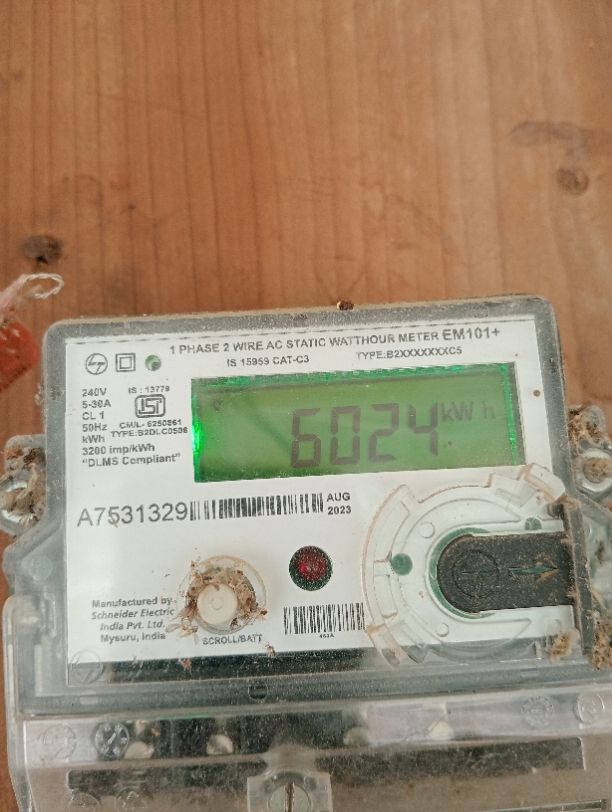 1 PHASE 2 WIRE AC STATIC WATTHOUR METER EM101+
IS 15959 CAT-C3 TYPE:B2XXXXXXXC5
240V IS : 13779
5-30A
CL 1
50Hz CM/L- 6250861
kWh TYPE:B2DLC0506
3200 imp/kWh
"DLMS Compliant"
6024 kWh
A7531329 AUG
2023
Manufactured by-
Schneider Electric
India Pvt. Ltd.
Mysuru, India
SCROLL/BATT